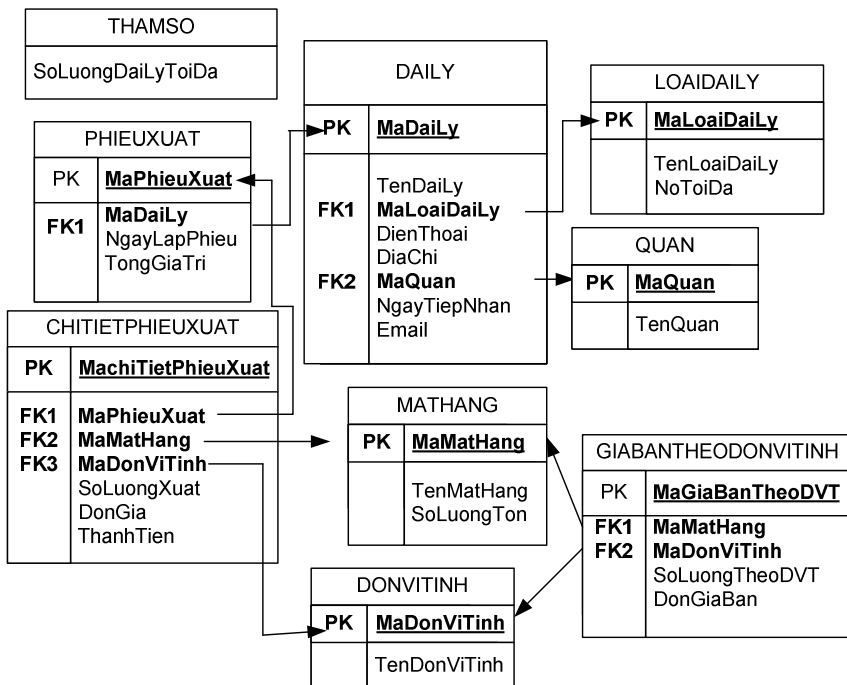 THAMSO
SoLuongDaiLyToiDa
DAILY
PK MaDaiLy
TenDaiLy
FK1 MaLoaiDaiLy
DienThoai
DiaChi
FK2 MaQuan
NgayTiepNhan
Email
LOAIDAILY
PK MaLoaiDaiLy
TenLoaiDaiLy
NoToiDa
PHIEUXUAT
PK MaPhieuXuat
FK1 MaDaiLy
NgayLapPhieu
TongGiaTri
QUAN
PK MaQuan
TenQuan
CHITIETPHIEUXUAT
PK MachiTietPhieuXuat
FK1 MaPhieuXuat
FK2 MaMatHang
FK3 MaDonViTinh
SoLuongXuat
DonGia
ThanhTien
MATHANG
PK MaMatHang
TenMatHang
SoLuongTon
GIABANTHEODONVITINH
PK MaGiaBanTheoDVT
FK1 MaMatHang
FK2 MaDonViTinh
SoLuongTheoDVT
DonGiaBan
DONVITINH
PK MaDonViTinh
TenDonViTinh